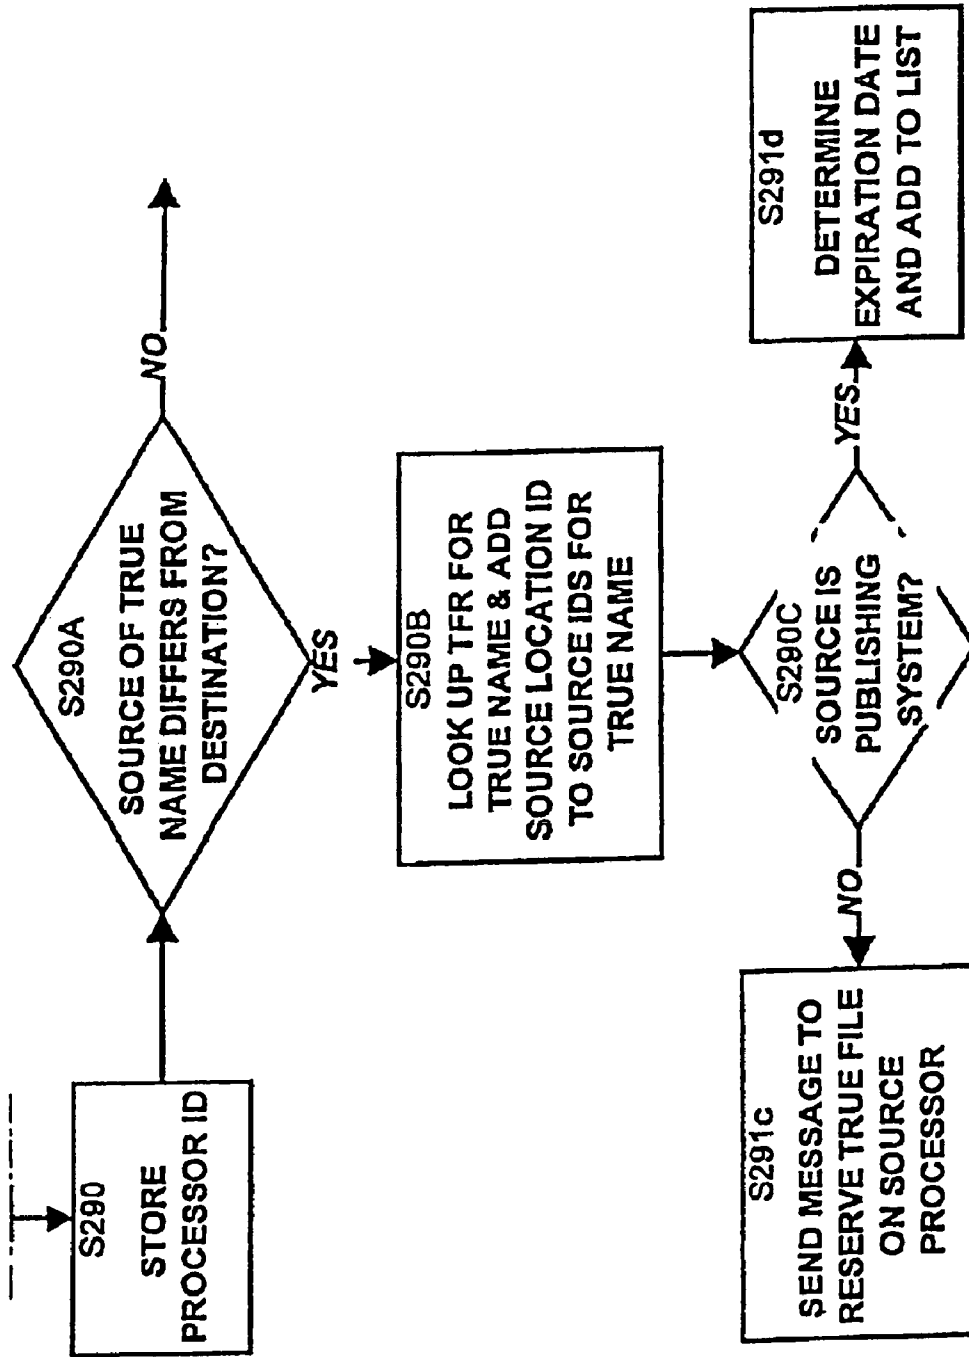 S290
STORE
PROCESSOR ID
S290A
SOURCE OF TRUE
NAME DIFFERS FROM
DESTINATION?
NO
YES
S290B
LOOK UP TFR FOR
TRUE NAME & ADD
SOURCE LOCATION ID
TO SOURCE IDS FOR
TRUE NAME
S290C
SOURCE IS
PUBLISHING
SYSTEM?
NO
YES
S291c
SEND MESSAGE TO
RESERVE TRUE FILE
ON SOURCE
PROCESSOR
S291d
DETERMINE
EXPIRATION DATE
AND ADD TO LIST